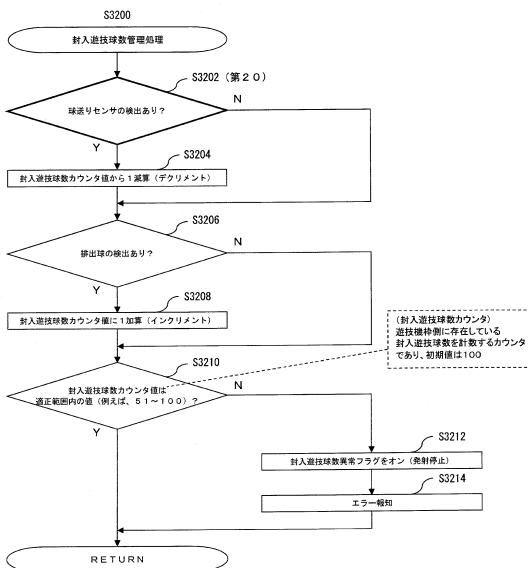 S3200
封入遊技球数管理処理
S3202（第２０）
球送りセンサの検出あり？
N
Y
S3204
封入遊技球数カウンタ値から１減算（デクリメント）
S3206
排出球の検出あり？
N
Y
S3208
封入遊技球数カウンタ値に１加算（インクリメント）
（封入遊技球数カウンタ）
遊技機枠側に存在している
封入遊技球数を計数するカウンタ
であり、初期値は１００
S3210
封入遊技球数カウンタ値は
適正範囲内の値（例えば、５１～１００）？
N
Y
S3212
封入遊技球数異常フラグをオン（発射停止）
S3214
エラー報知
ＲＥＴＵＲＮ